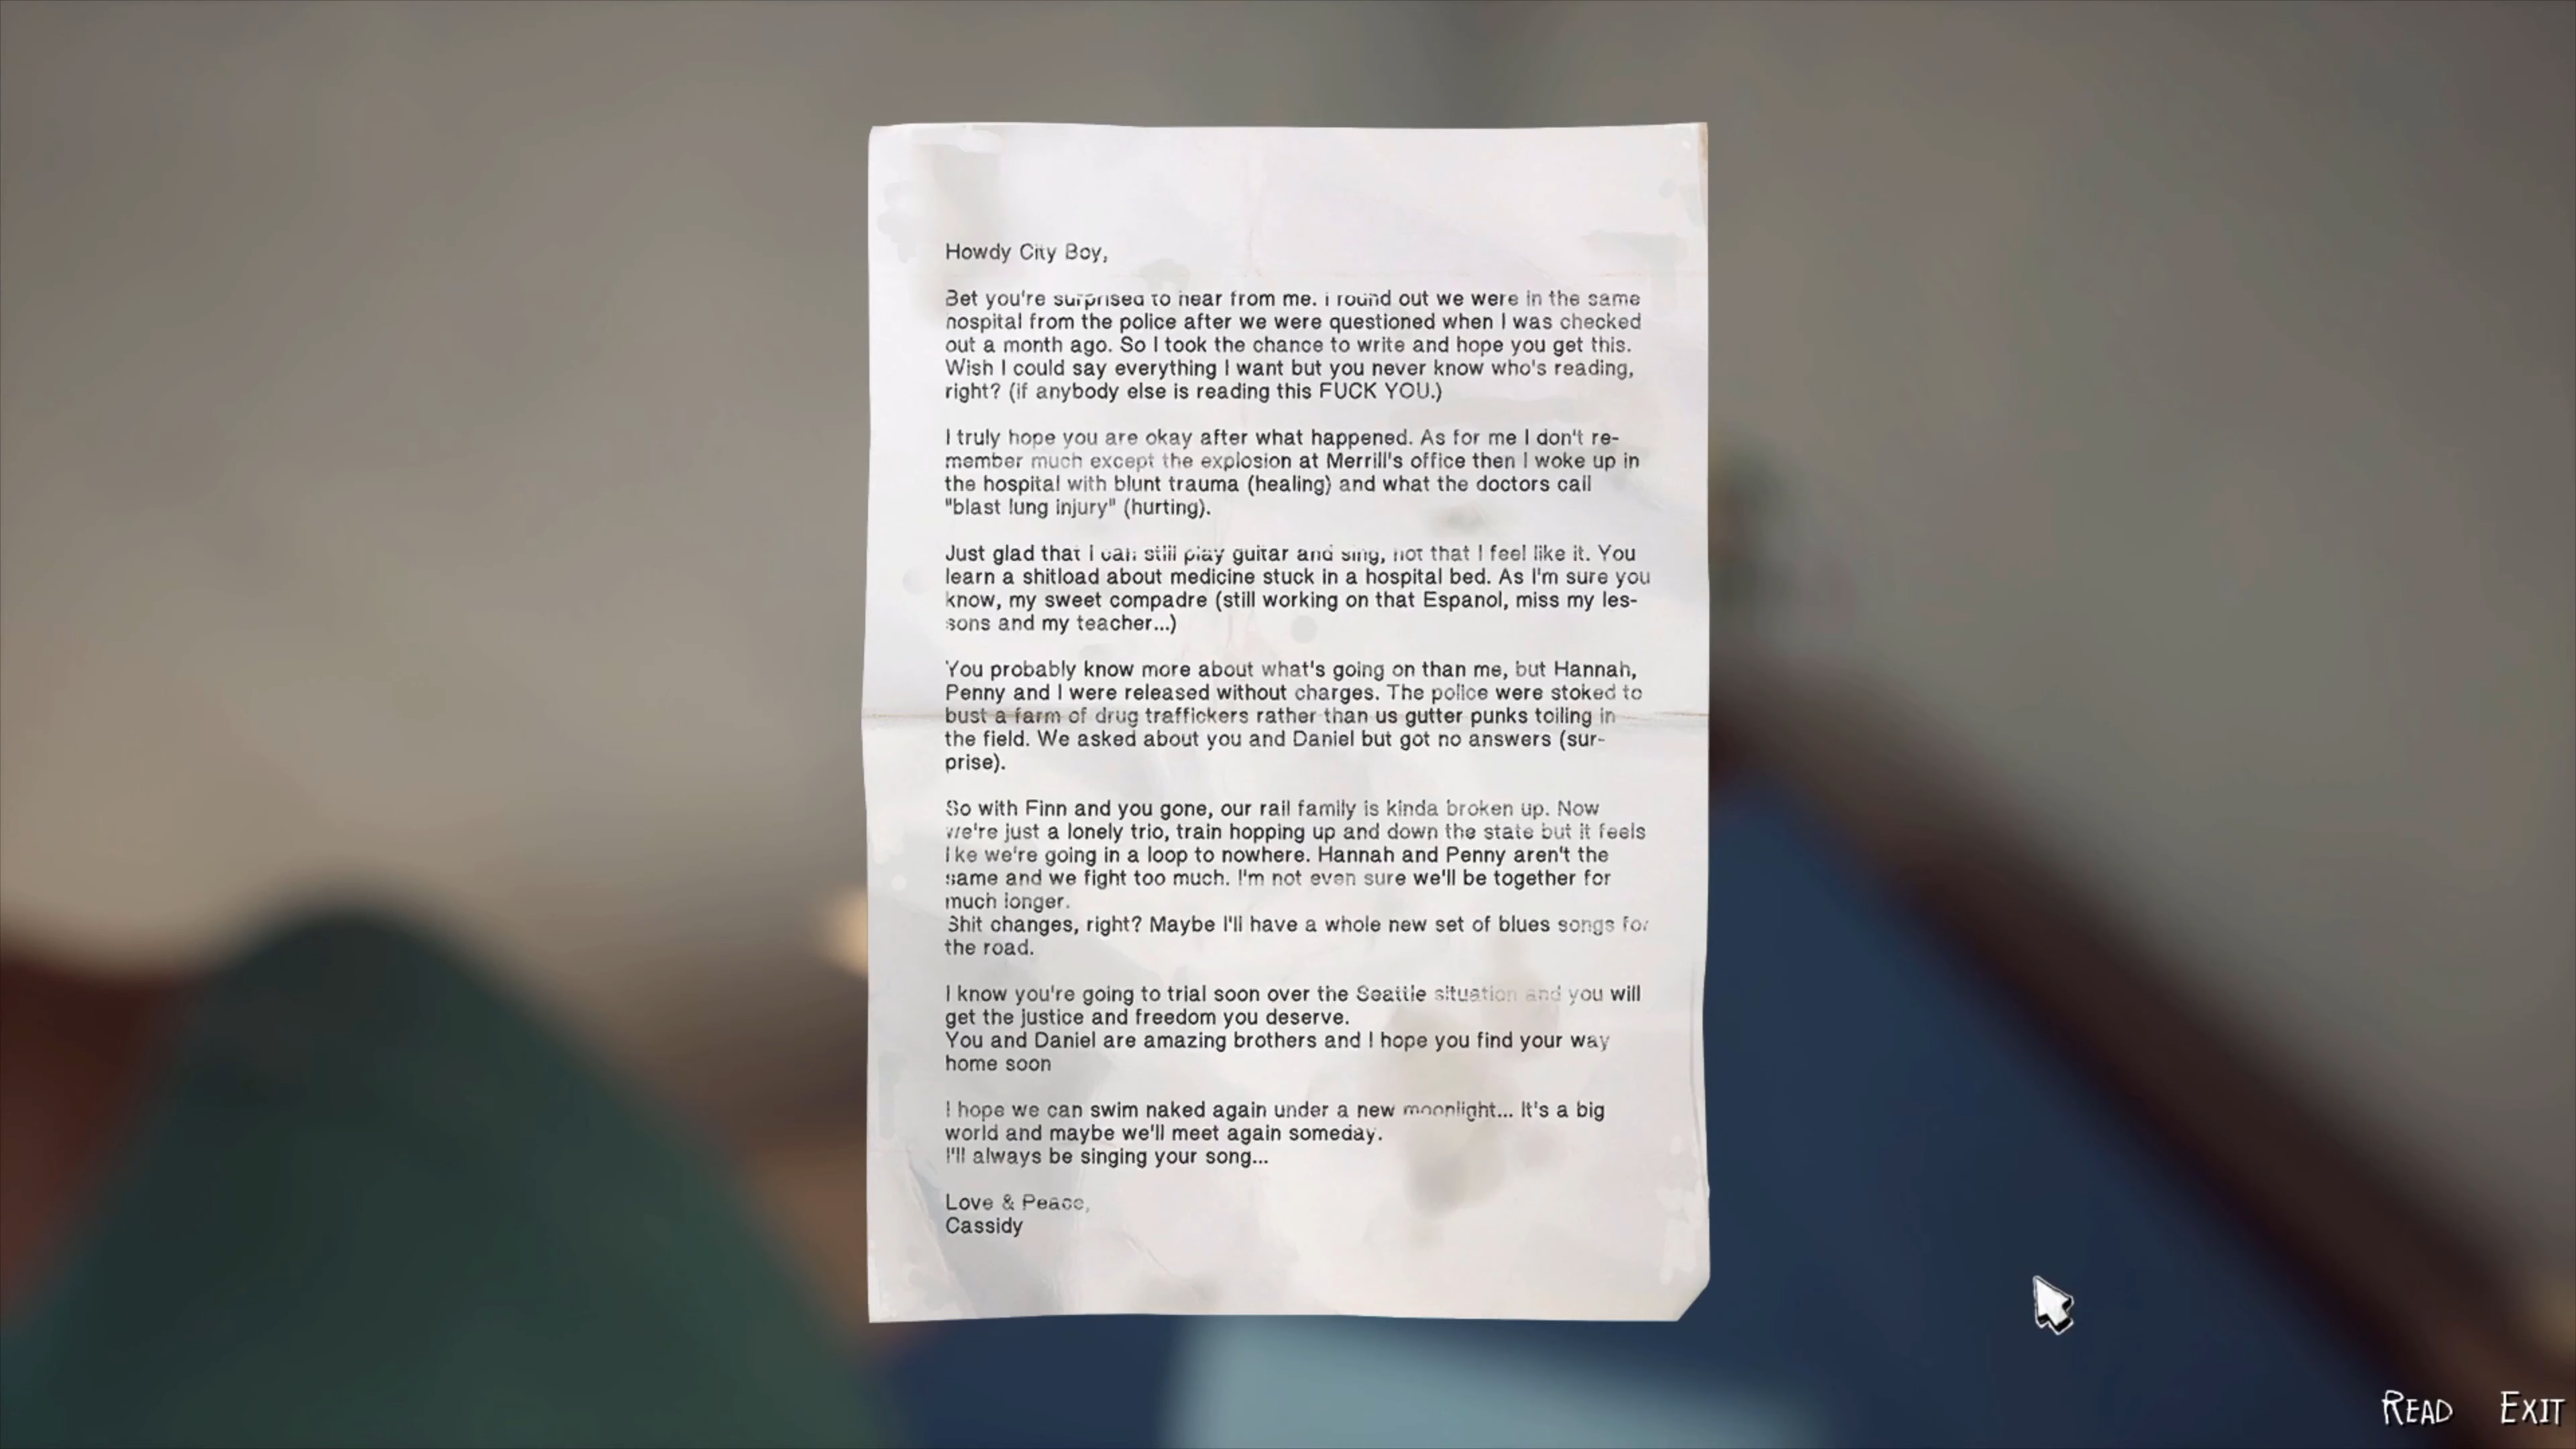 Howdy City Boy,
Bet you're surprised to hear from me. I found out we were in the same
hospital from the police after we were questioned when I was checked
out a month ago. So I took the chance to write and hope you get this.
Wish I could say everything I want but you never know who's reading,
right? (if anybody else is reading this FUCK YOU.)
I truly hope you are okay after what happened. As for me I don't re-
member much except the explosion at Merrill's office then I woke up in
the hospital with blunt trauma (healing) and what the doctors call
"blast lung injury" (hurting).
Just glad that I can still play guitar and sing, not that I feel like it. You
learn a shitload about medicine stuck in a hospital bed. As I'm sure you
know, my sweet compadre (still working on that Espanol, miss my les-
sons and my teacher...)
You probably know more about what's going on than me, but Hannah,
Penny and I were released without charges. The police were stoked to
bust a farm of drug traffickers rather than us gutter punks toiling in
the field. We asked about you and Daniel but got no answers (sur-
prise).
So with Finn and you gone, our rail family is kinda broken up. Now
we're just a lonely trio, train hopping up and down the state but it feels
like we're going in a loop to nowhere. Hannah and Penny aren't the
same and we fight too much. I'm not even sure we'll be together for
much longer.
Shit changes, right? Maybe I'll have a whole new set of blues songs for
the road.
I know you're going to trial soon over the Seattle situation and you will
get the justice and freedom you deserve.
You and Daniel are amazing brothers and I hope you find your way
home soon
I hope we can swim naked again under a new moonlight... It's a big
world and maybe we'll meet again someday.
I'll always be singing your song...
Love & Peace,
Cassidy
READ EXIT